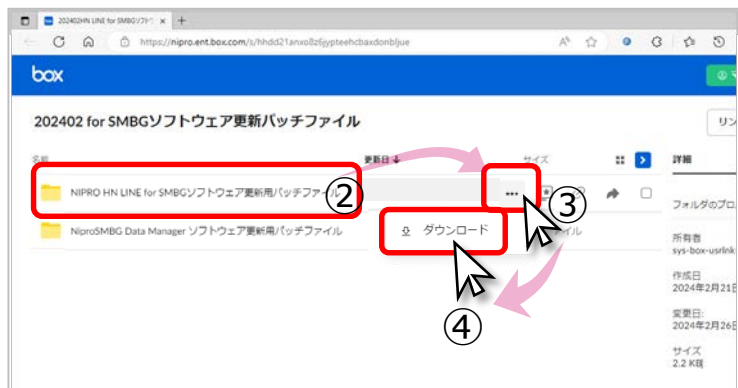 202402HN LINE for SMBGソフト
https://nipro.ent.box.com/s/hhdd21anxo8z6jypteehcbaxdonbljue
box
202402 for SMBGソフトウェア更新パッチファイル
リン
名前
更新日
サイズ
詳細
NIPRO HN LINE for SMBGソフトウェア更新用パッチファイル
②
③
フォルダのプロ
NiproSMBG Data Manager ソフトウェア更新用パッチファイル
ダウンロード
イル
④
所有者
sys-box-usrlnk
作成日
2024年2月21日
変更日:
2024年2月26日
サイズ
2.2 KB